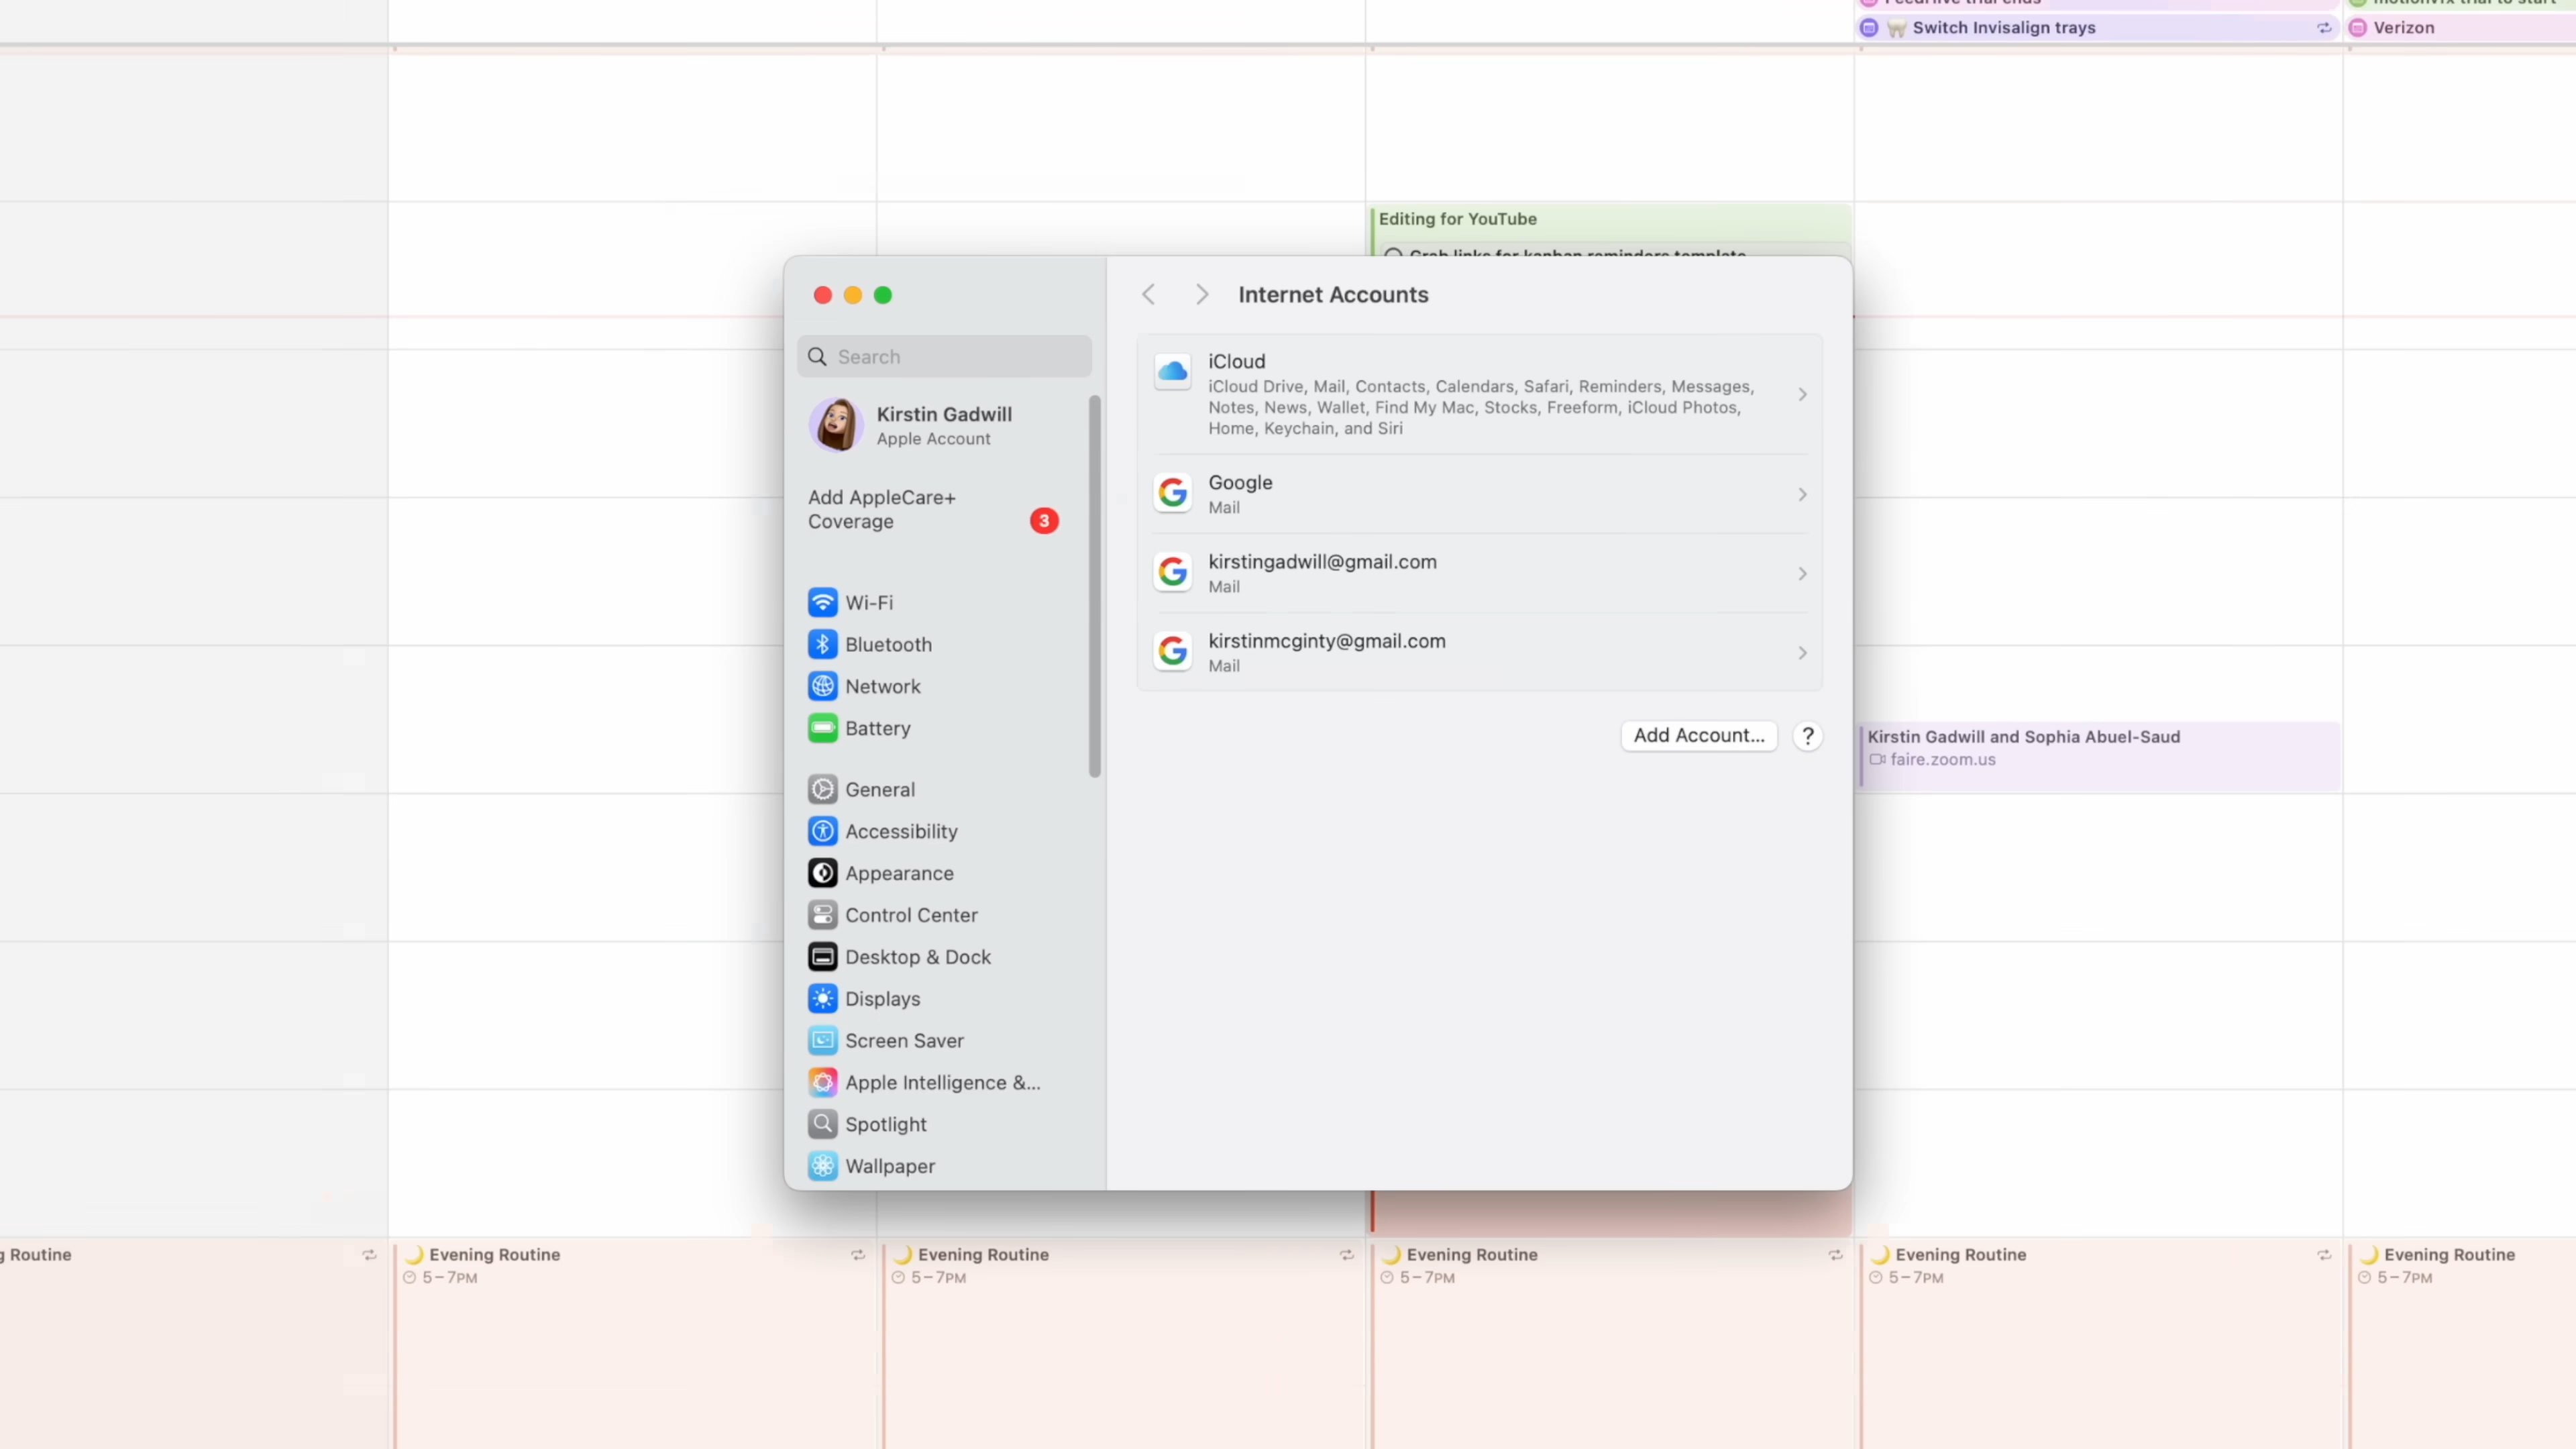 Switch Invisalign trays
Verizon
Editing for YouTube
Internet Accounts
Search
Kirstin Gadwill
Apple Account
Add AppleCare+
Coverage
3
Wi-Fi
Bluetooth
Network
Battery
General
Accessibility
Appearance
Control Center
Desktop & Dock
Displays
Screen Saver
Apple Intelligence &...
Spotlight
Wallpaper
iCloud
iCloud Drive, Mail, Contacts, Calendars, Safari, Reminders, Messages,
Notes, News, Wallet, Find My Mac, Stocks, Freeform, iCloud Photos,
Home, Keychain, and Siri
Google
Mail
kirstingadwill@gmail.com
Mail
kirstinmcginty@gmail.com
Mail
Add Account...
?
Kirstin Gadwill and Sophia Abuel-Saud
faire.zoom.us
Routine
Evening Routine
5–7PM
Evening Routine
5–7PM
Evening Routine
5–7PM
Evening Routine
5–7PM
Evening Routine
5–7PM